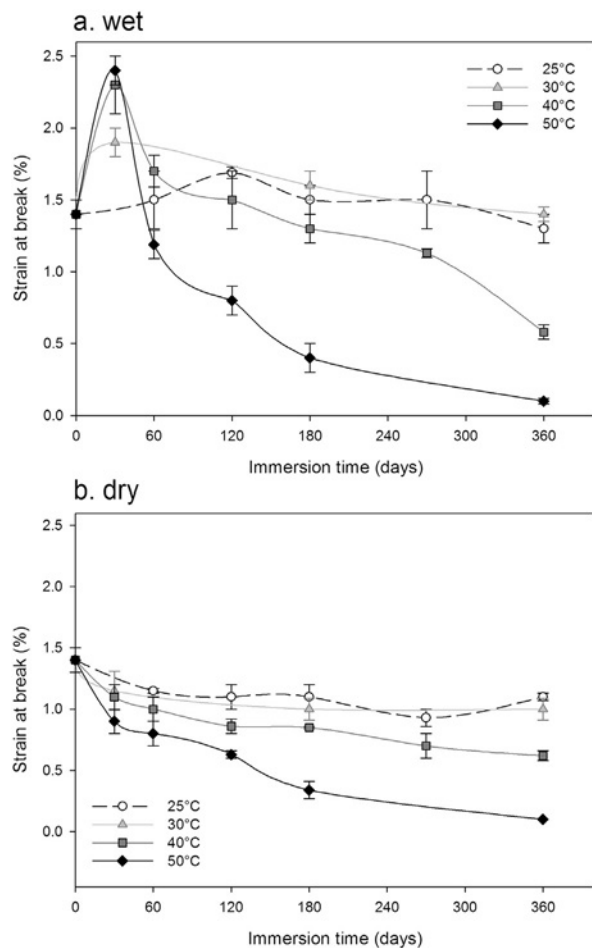 a. wet
2.5
2.0
1.5
1.0
0.5
0.0
Strain at break (%)
25°C
30°C
40°C
50°C
0 60 120 180 240 300 360
Immersion time (days)
b. dry
2.5
2.0
1.5
1.0
0.5
0.0
Strain at break (%)
25°C
30°C
40°C
50°C
0 60 120 180 240 300 360
Immersion time (days)